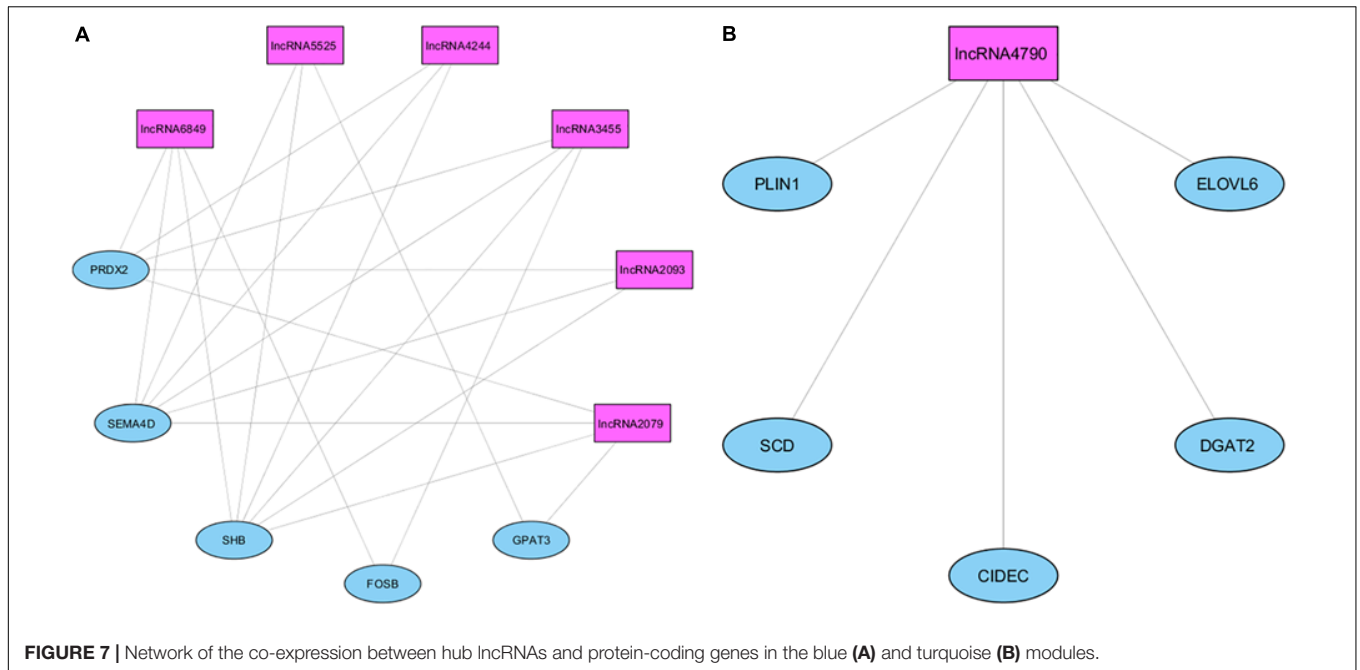 A
lncRNA5525
lncRNA4244
lncRNA6849
lncRNA3455
PRDX2
lncRNA2093
SEMA4D
lncRNA2079
SHB
GPAT3
FOSB
B
lncRNA4790
PLIN1
ELOVL6
SCD
DGAT2
CIDEC
FIGURE 7 | Network of the co-expression between hub lncRNAs and protein-coding genes in the blue (A) and turquoise (B) modules.